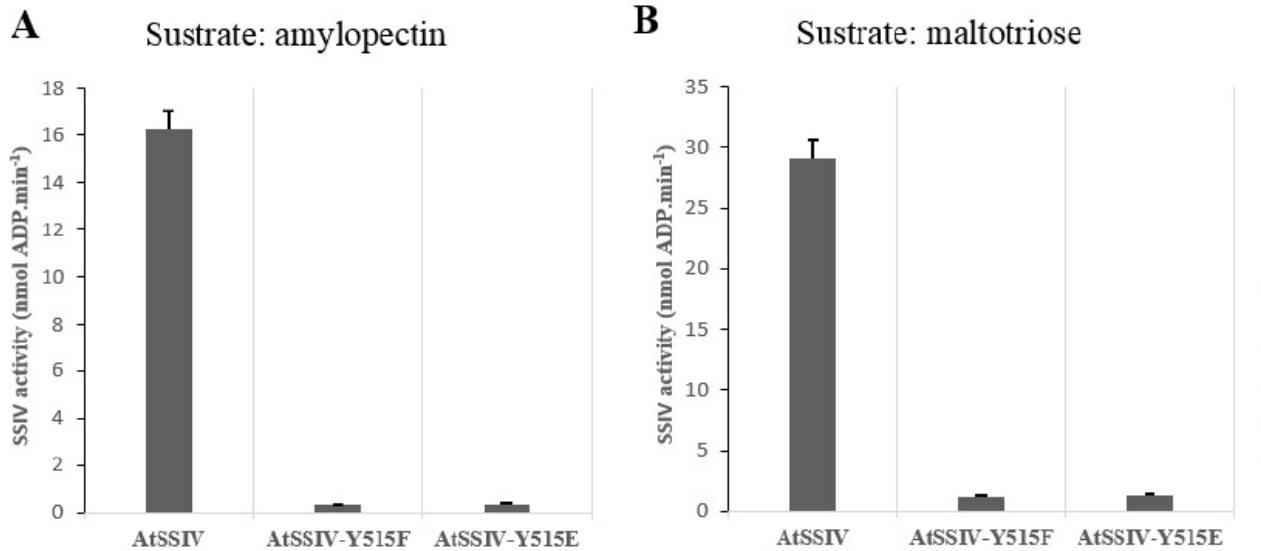 A
Sustrate: amylopectin
SSIV activity (nmol ADP.min-1)
18
16
14
12
10
8
6
4
2
0
AtSSIV
AtSSIV-Y515F
AtSSIV-Y515E
B
Sustrate: maltotriose
SSIV activity (nmol ADP.min-1)
35
30
25
20
15
10
5
0
AtSSIV
AtSSIV-Y515F
AtSSIV-Y515E